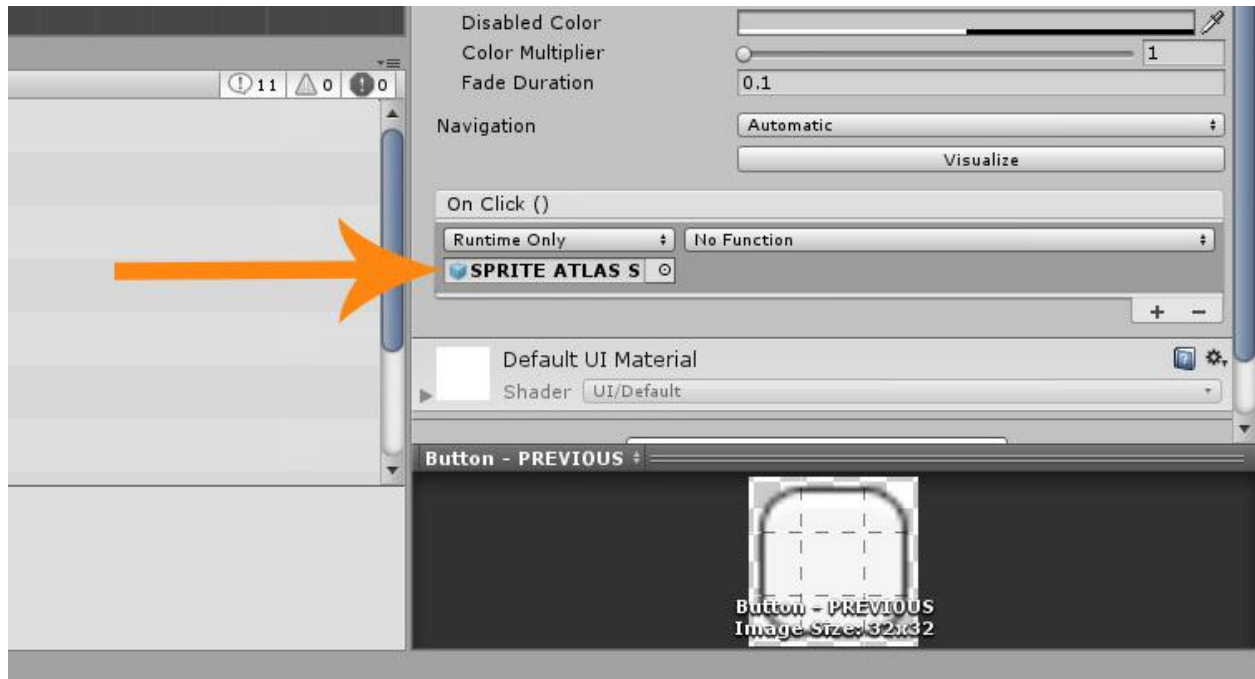 Disabled Color
Color Multiplier 1
Fade Duration 0.1
11 0 0
Navigation Automatic
Visualize
On Click ()
Runtime Only No Function
SPRITE ATLAS S
+ -
Default UI Material
Shader UI/Default
Button - PREVIOUS
Button - PREVIOUS
Image Size: 32x32